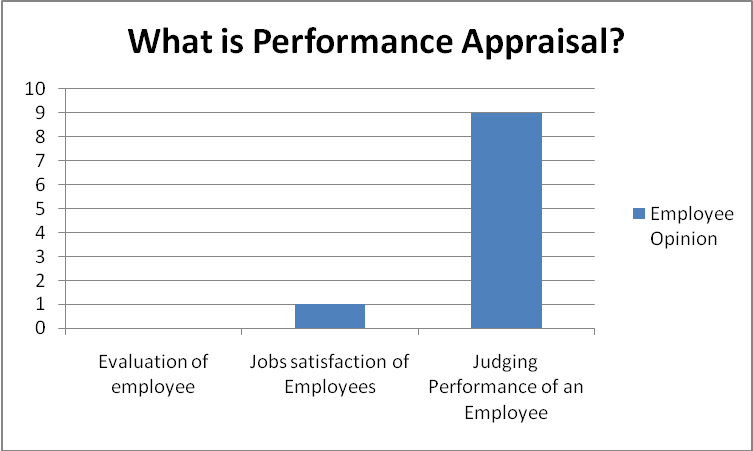 What is Performance Appraisal?
10
9
8
7
6
5
4
3
2
1
0
Evaluation of
employee
Jobs satisfaction of
Employees
Judging
Performance of an
Employee
Employee
Opinion